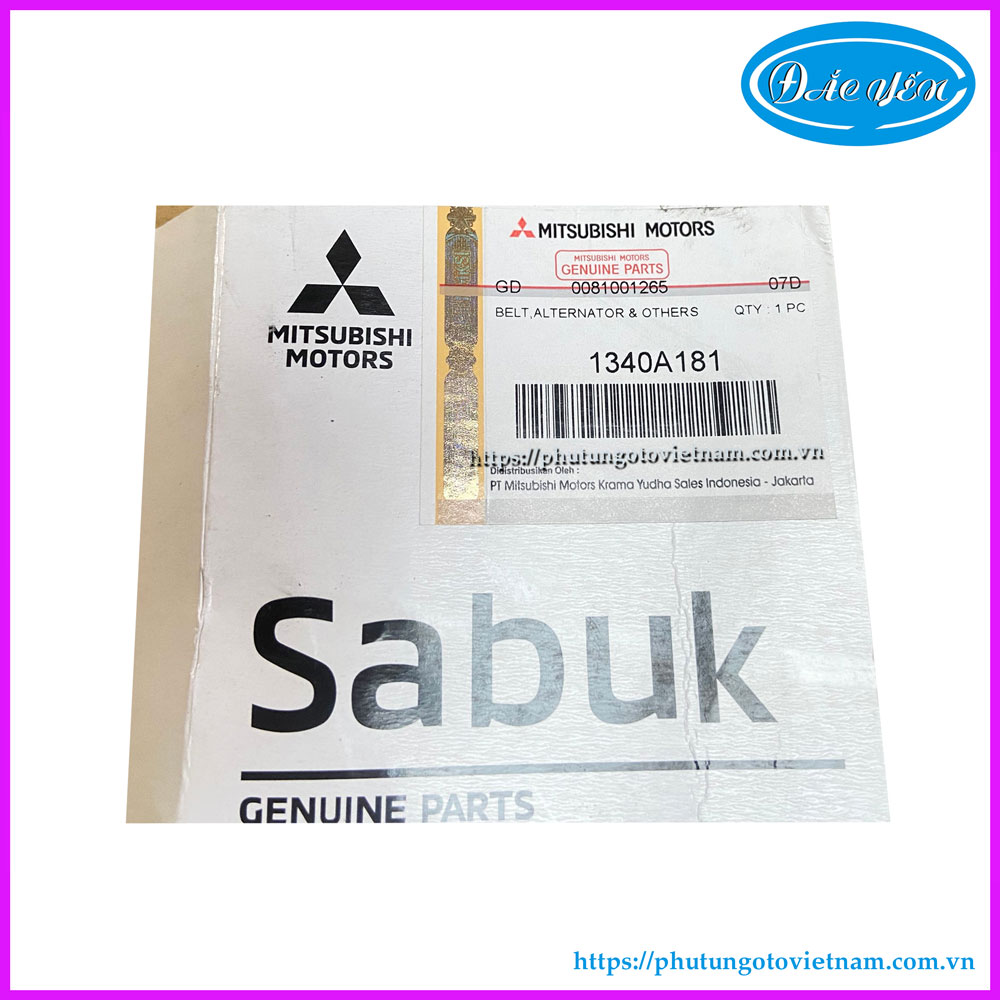 ĐẮC YẾN
MITSUBISHI
MOTORS
MITSUBISHI MOTORS
MITSUBISHI MOTORS
GENUINE PARTS
GD 0081001265 07D
BELT,ALTERNATOR & OTHERS QTY : 1 PC
1340A181
https://phutungotovietnam.com.vn
Didistribusikan Oleh :
PT Mitsubishi Motors Krama Yudha Sales Indonesia - Jakarta
Sabuk
GENUINE PARTS
https://phutungotovietnam.com.vn